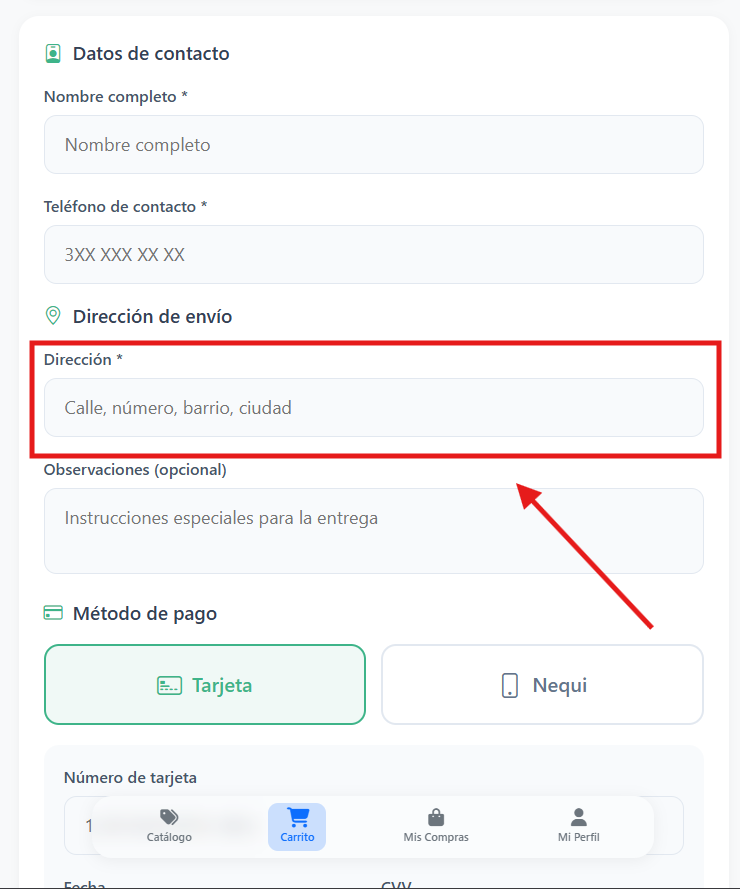 Datos de contacto
Nombre completo *
Nombre completo
Teléfono de contacto *
3XX XXX XX XX
Dirección de envío
Dirección *
Calle, número, barrio, ciudad
Observaciones (opcional)
Instrucciones especiales para la entrega
Método de pago
Tarjeta Nequi
Número de tarjeta
1
Catálogo Carrito Mis Compras Mi Perfil
Fecha CVV